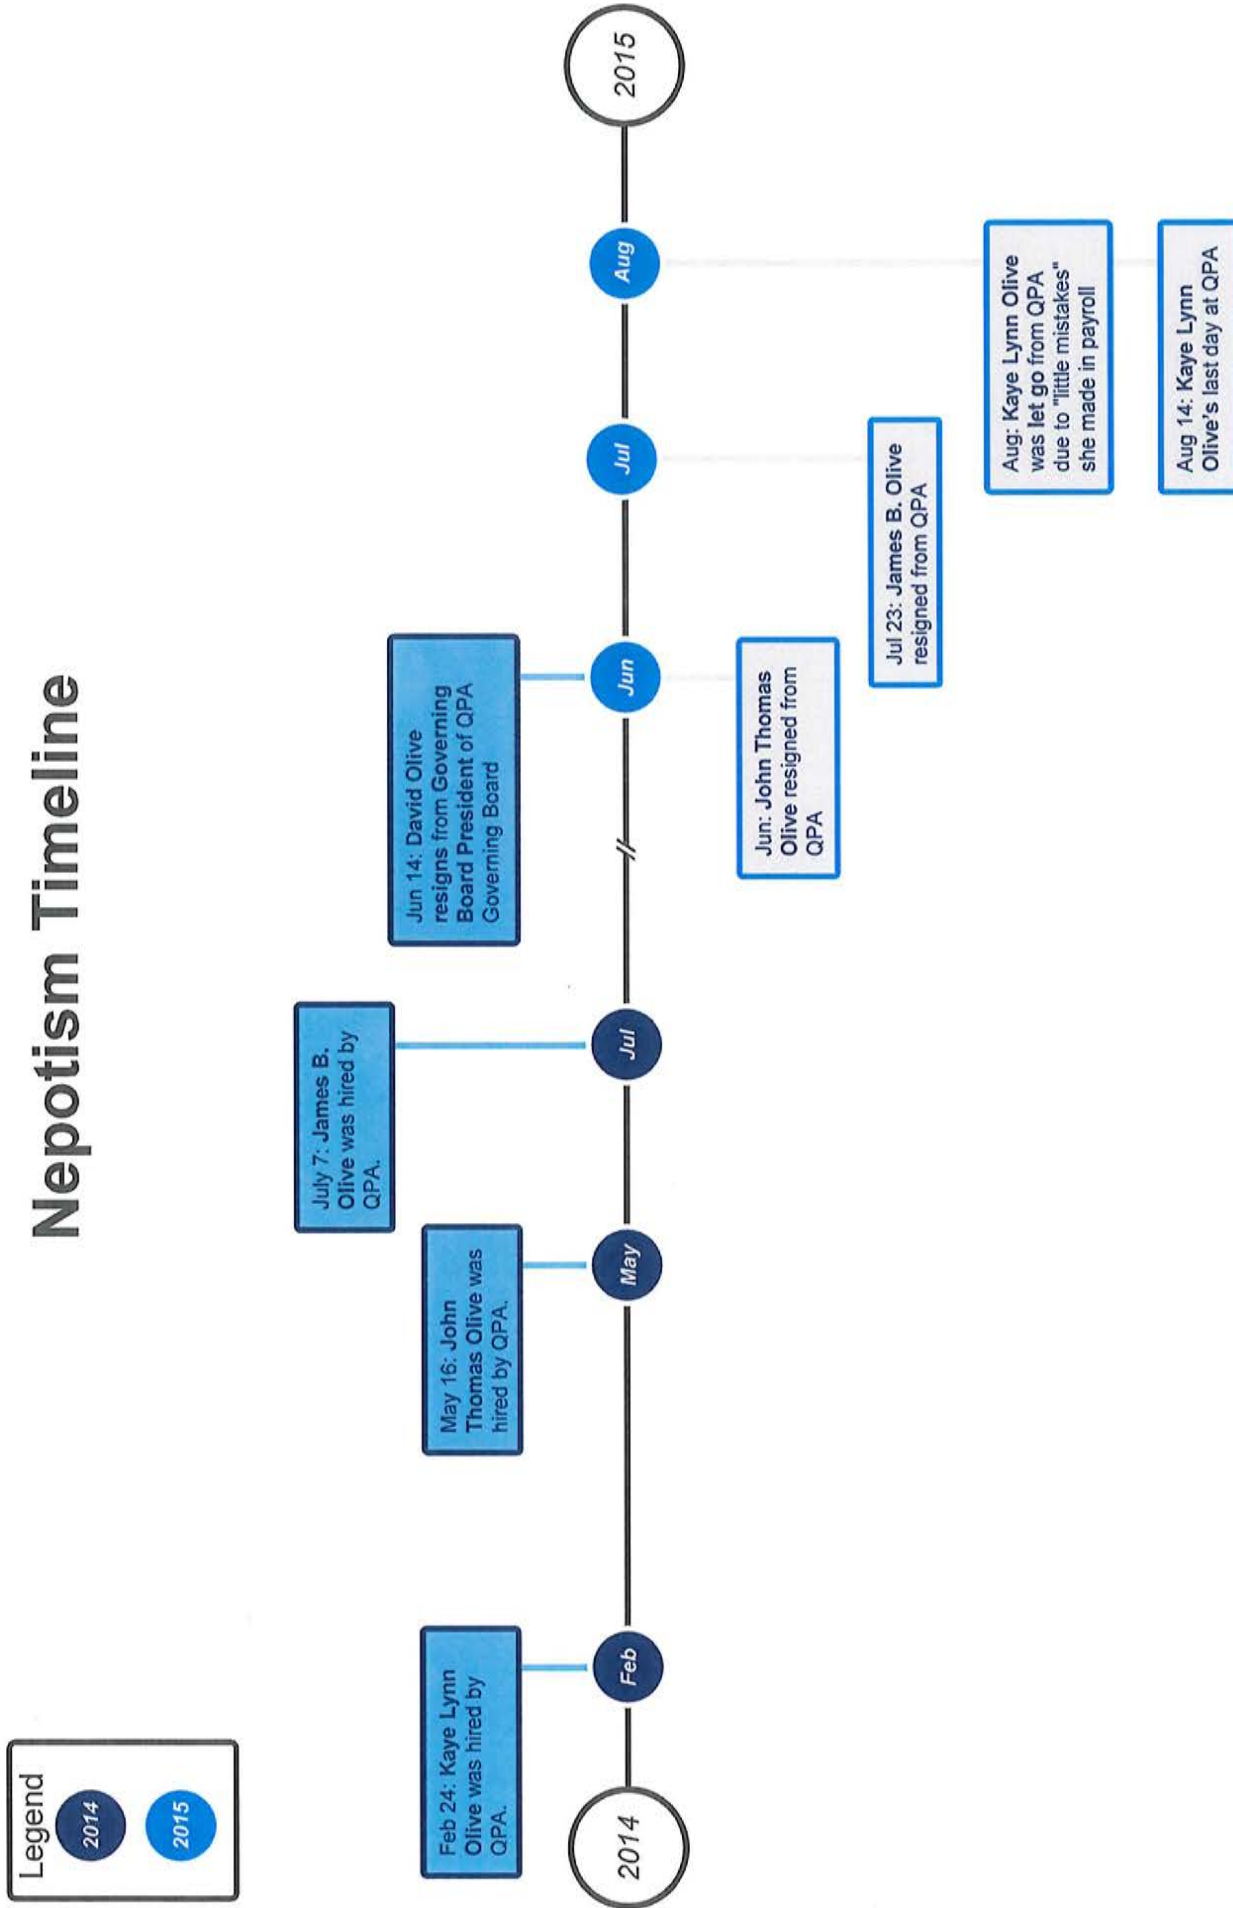 Nepotism Timeline
Legend
2014
2015
Feb 24: Kaye Lynn
Olive was hired by
QPA.
May 16: John
Thomas Olive was
hired by QPA.
July 7: James B.
Olive was hired by
QPA.
Jun 14: David Olive
resigns from Governing
Board President of QPA
Governing Board
2014
Feb
May
Jul
//
Jun
Jul
Aug
2015
Jun: John Thomas
Olive resigned from
QPA
Jul 23: James B. Olive
resigned from QPA
Aug: Kaye Lynn Olive
was let go from QPA
due to "little mistakes"
she made in payroll
Aug 14: Kaye Lynn
Olive's last day at QPA